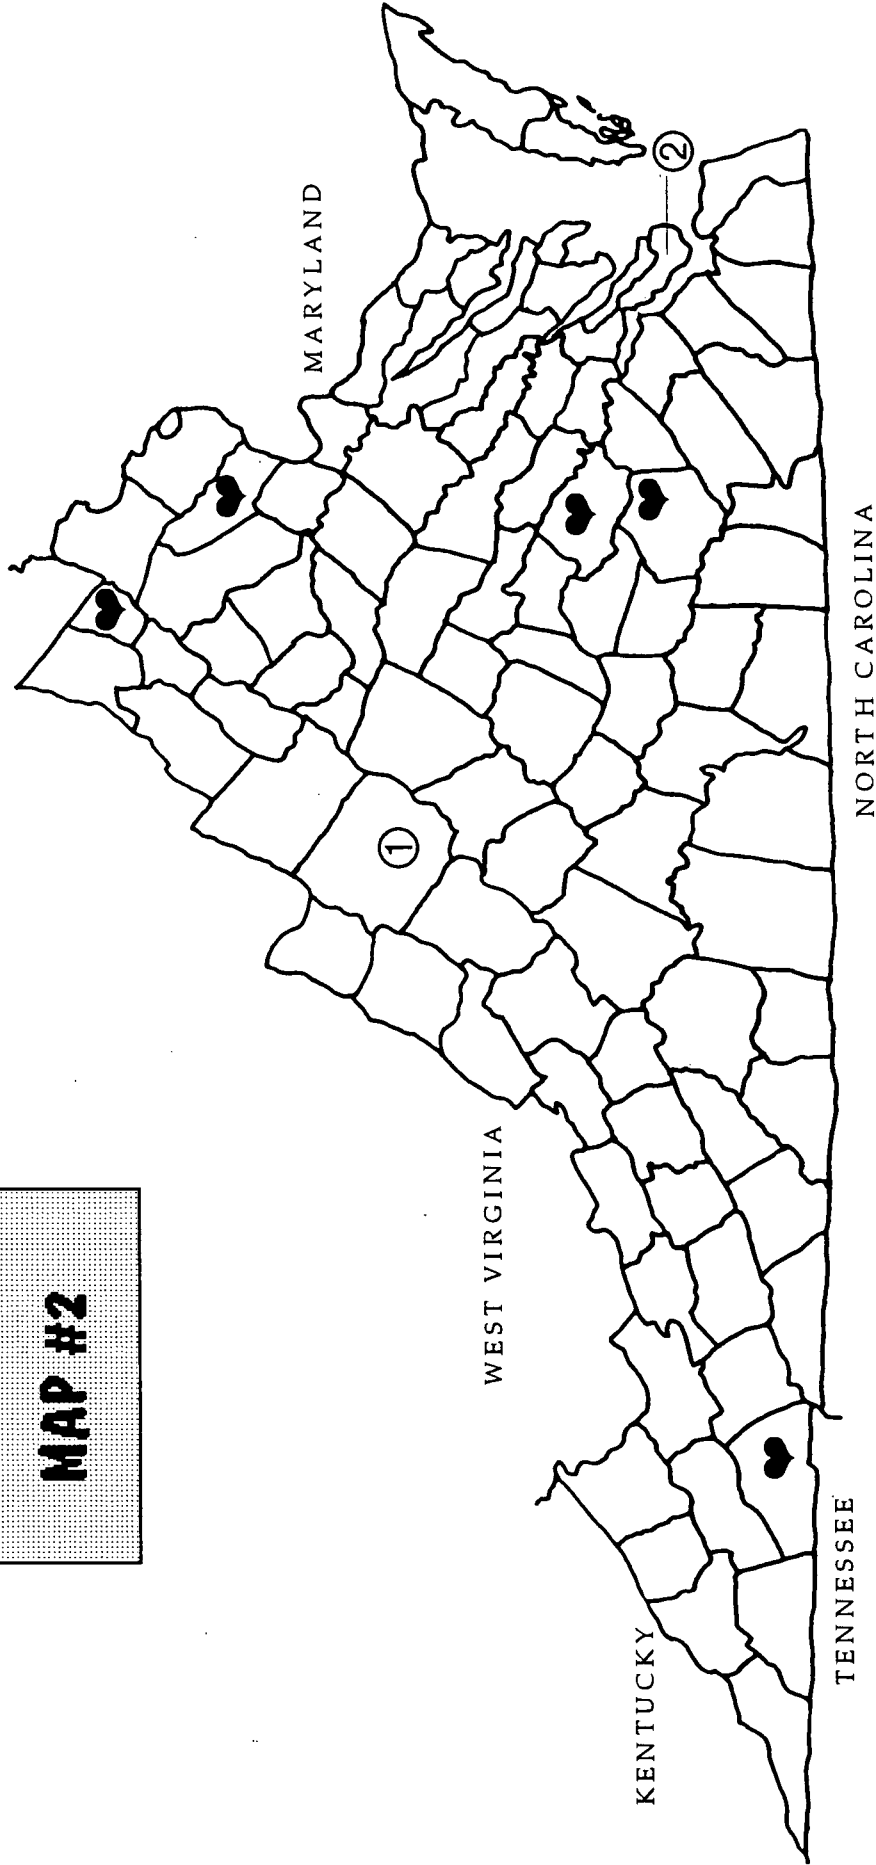 MAP #2
MARYLAND
WEST VIRGINIA
KENTUCKY
TENNESSEE
NORTH CAROLINA
①
②